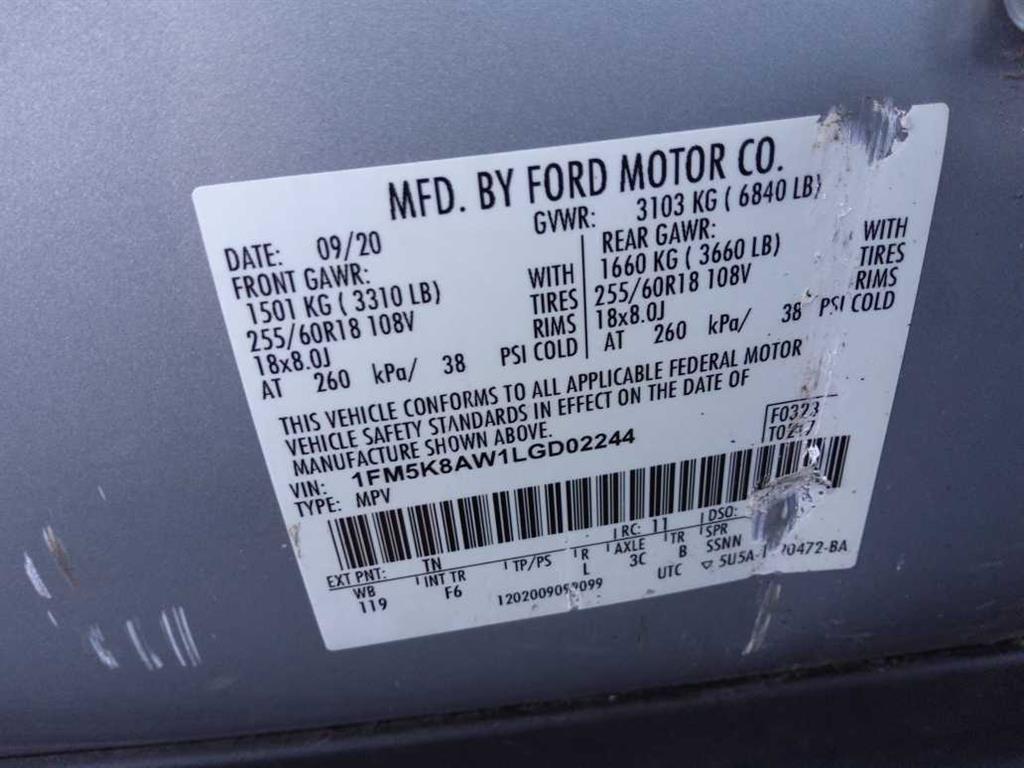 MFD. BY FORD MOTOR CO.
DATE: 09/20
GVWR: 3103 KG ( 6840 LB)
FRONT GAWR:
1501 KG ( 3310 LB)
WITH
255/60R18 108V
TIRES
18x8.0J
RIMS
AT 260 kPa/ 38 PSI COLD
REAR GAWR:
1660 KG ( 3660 LB)
WITH
255/60R18 108V
TIRES
18x8.0J
RIMS
AT 260 kPa/ 38 PSI COLD
THIS VEHICLE CONFORMS TO ALL APPLICABLE FEDERAL MOTOR
VEHICLE SAFETY STANDARDS IN EFFECT ON THE DATE OF
MANUFACTURE SHOWN ABOVE.
VIN: 1FM5K8AW1LGD02244
TYPE: MPV
EXT PNT: TN RC: 11 DSO:
WB INT TR TP/PS R AXLE TR SPR SSNN
119 F6 L 3C B
UTC